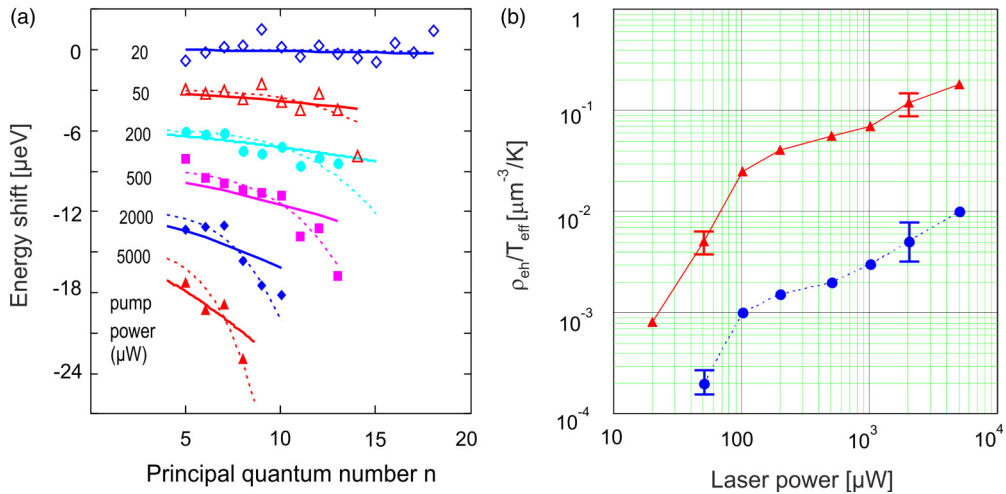 (a)
0
-6
-12
-18
-24
Energy shift [µeV]
20
50
200
500
2000
5000
pump
power
(µW)
5
10
15
20
Principal quantum number n
(b)
1
10⁻¹
10⁻²
10⁻³
10⁻⁴
ρeh/Teff [µm⁻³/K]
10
100
10³
10⁴
Laser power [µW]